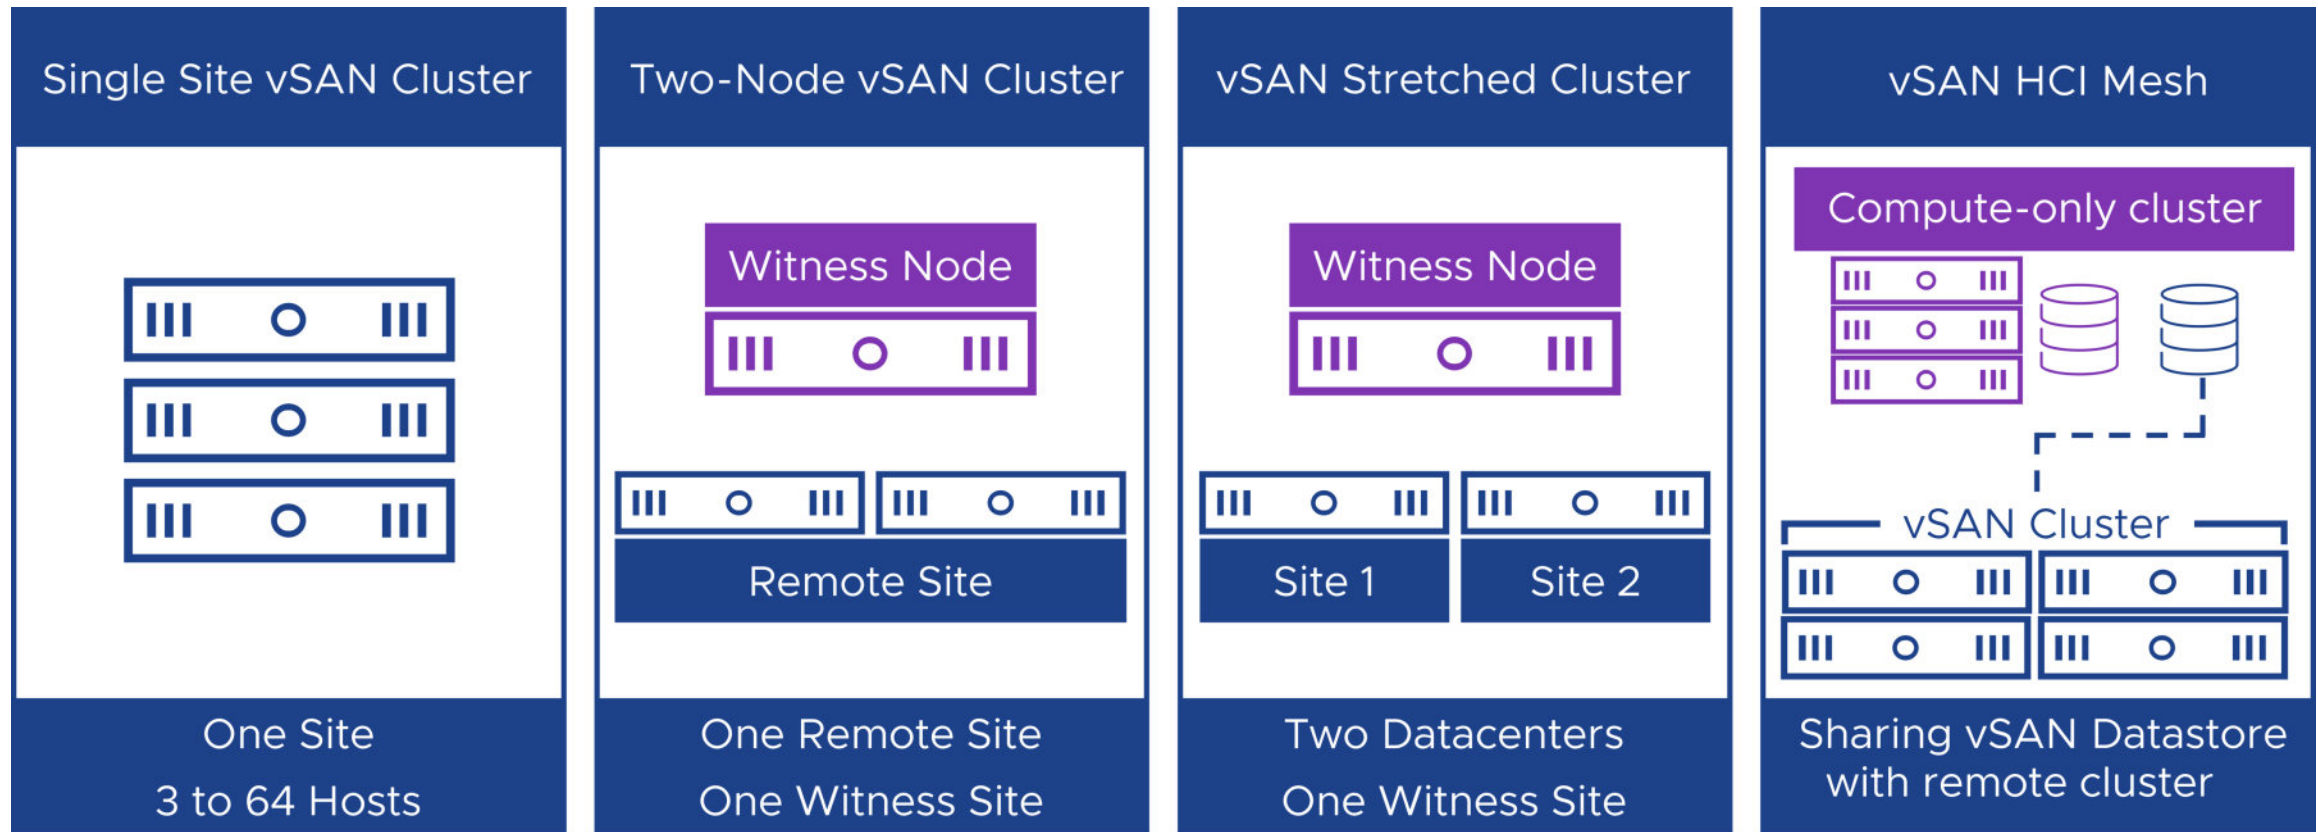 Single Site vSAN Cluster
One Site
3 to 64 Hosts
Two-Node vSAN Cluster
Witness Node
Remote Site
One Remote Site
One Witness Site
vSAN Stretched Cluster
Witness Node
Site 1
Site 2
Two Datacenters
One Witness Site
vSAN HCI Mesh
Compute-only cluster
vSAN Cluster
Sharing vSAN Datastore
with remote cluster